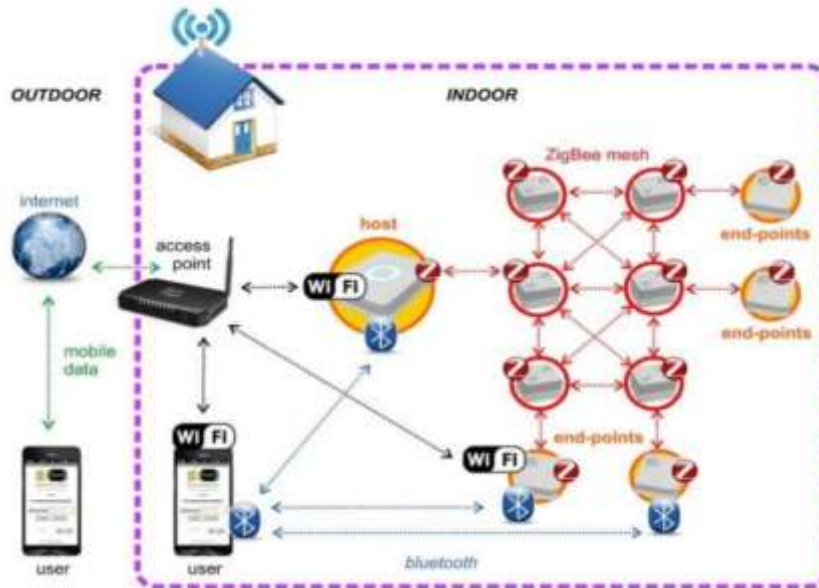 OUTDOOR
INDOOR
ZigBee mesh
Z
Z
Z
internet
host
end-points
access
point
Wi Fi
Z
Z
Z
Z
end-points
mobile
data
Z
Z
Wi Fi
end-points
Wi Fi
Z
Z
user
user
bluetooth